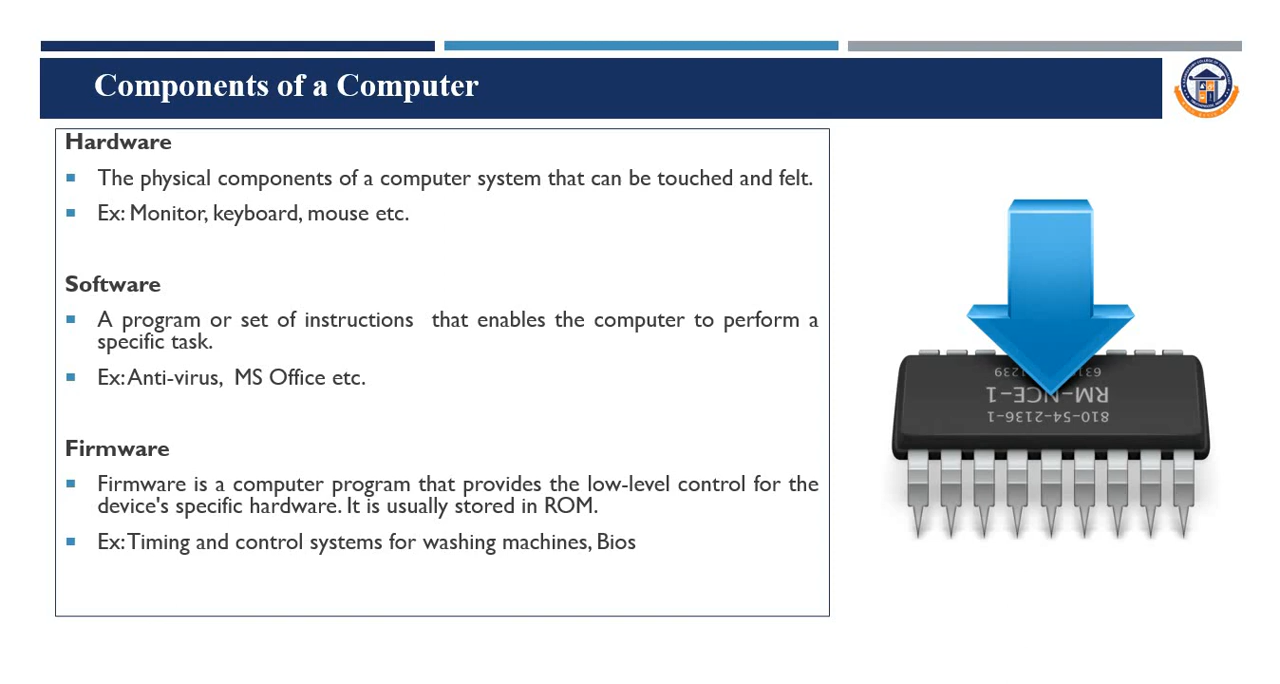 Components of a Computer
Hardware
The physical components of a computer system that can be touched and felt.
Ex: Monitor, keyboard, mouse etc.
Software
A program or set of instructions that enables the computer to perform a
specific task.
Ex: Anti-virus, MS Office etc.
Firmware
Firmware is a computer program that provides the low-level control for the
device's specific hardware. It is usually stored in ROM.
Ex: Timing and control systems for washing machines, Bios
RM-NCE-1
810-54-2136-1